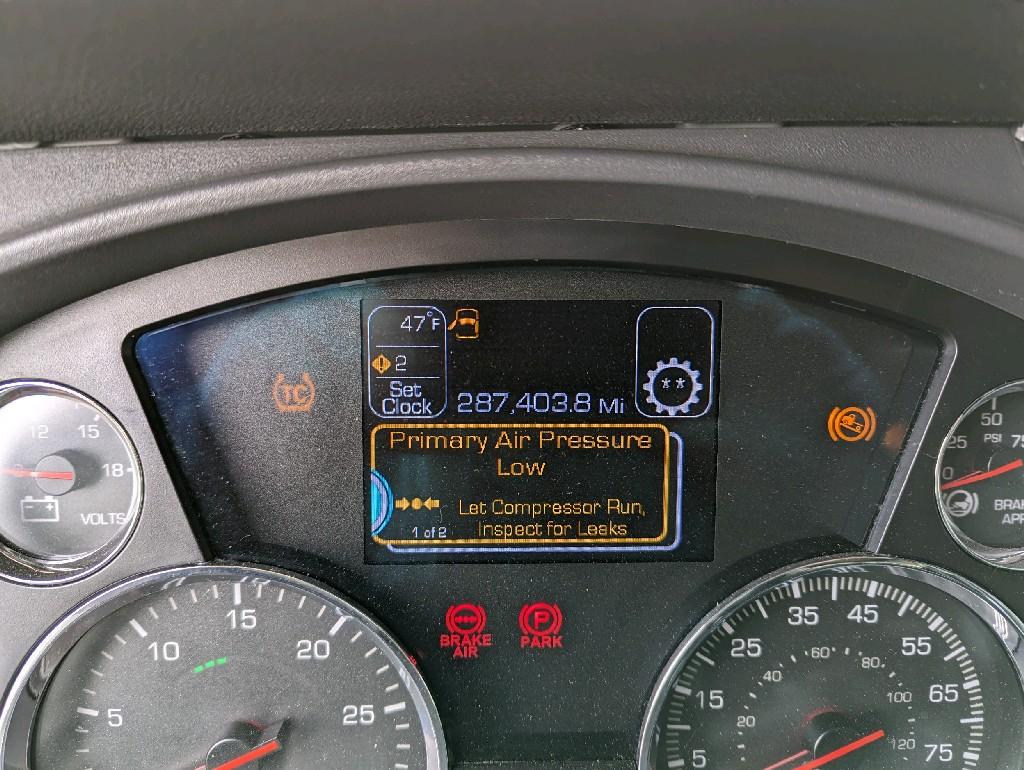 47°F
2
Set
Clock
287,403.8 Mi
**
Primary Air Pressure
Low
Let Compressor Run,
Inspect for Leaks
1 of 2
TC
12
15
18
VOLTS
50
25
PSI
75
0
BRAKE
AIR
P
PARK
5
10
15
20
25
5
15
25
35
45
55
65
75
20
40
60
80
100
120